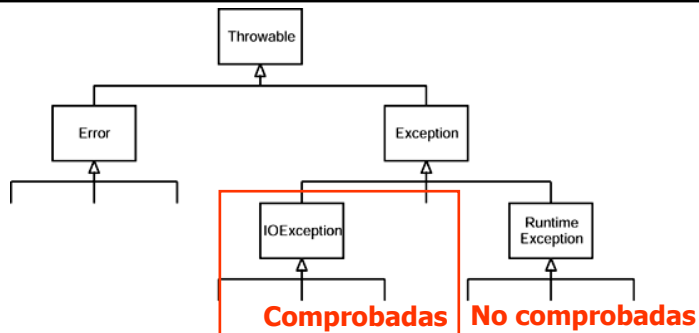 Throwable
Error
Exception
IOException
Runtime
Exception
Comprobadas
No comprobadas